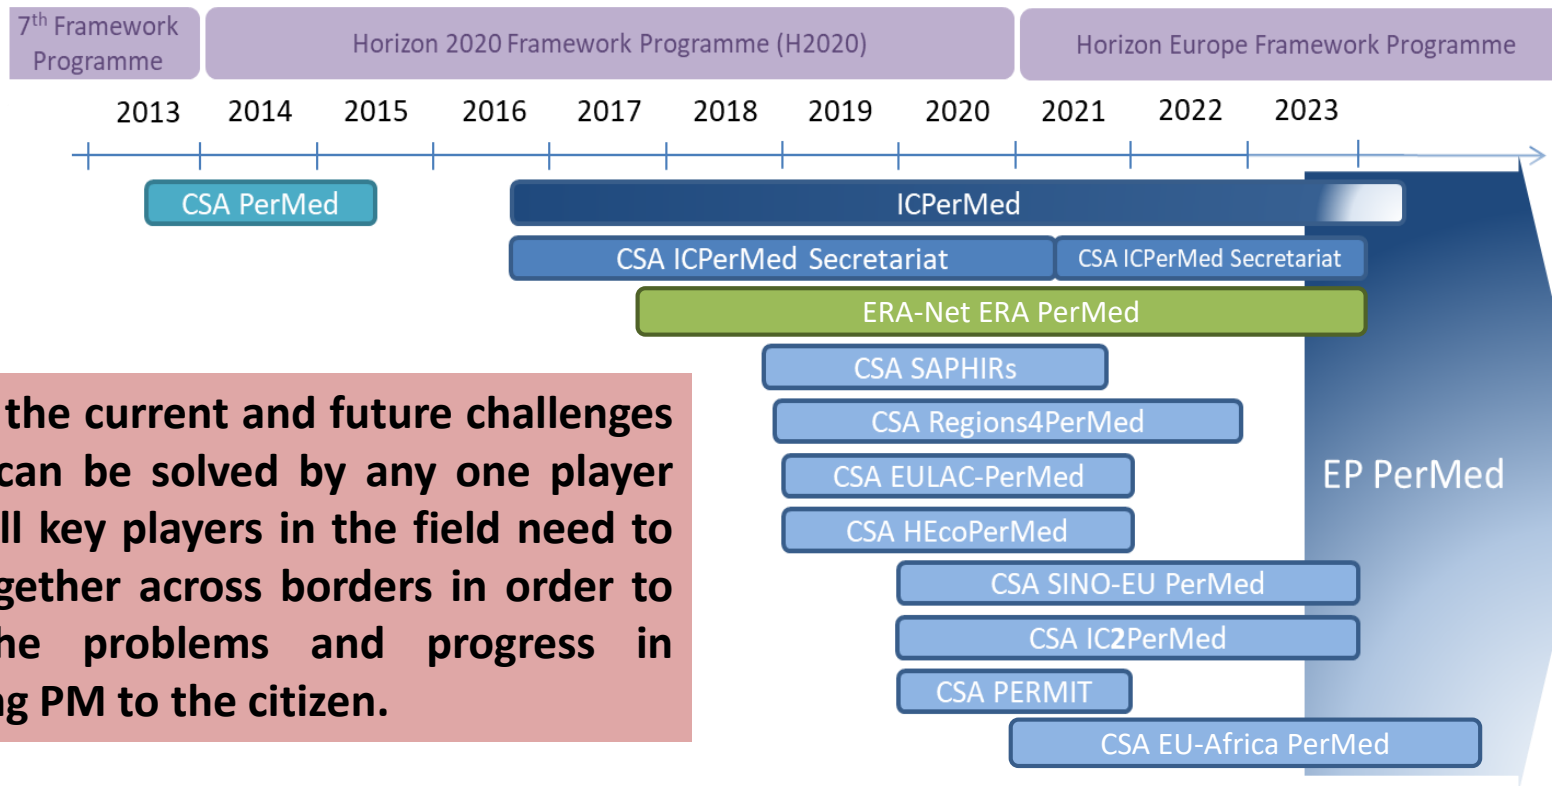 7th Framework
Programme
Horizon 2020 Framework Programme (H2020)
Horizon Europe Framework Programme
2013 2014 2015 2016 2017 2018 2019 2020 2021 2022 2023
CSA PerMed
ICPerMed
CSA ICPerMed Secretariat
CSA ICPerMed Secretariat
ERA-Net ERA PerMed
CSA SAPHIRs
CSA Regions4PerMed
CSA EULAC-PerMed
CSA HEcoPerMed
CSA SINO-EU PerMed
CSA IC2PerMed
CSA PERMIT
CSA EU-Africa PerMed
EP PerMed
the current and future challenges
can be solved by any one player
key players in the field need to
across borders in order to
problems and progress in
PM to the citizen.